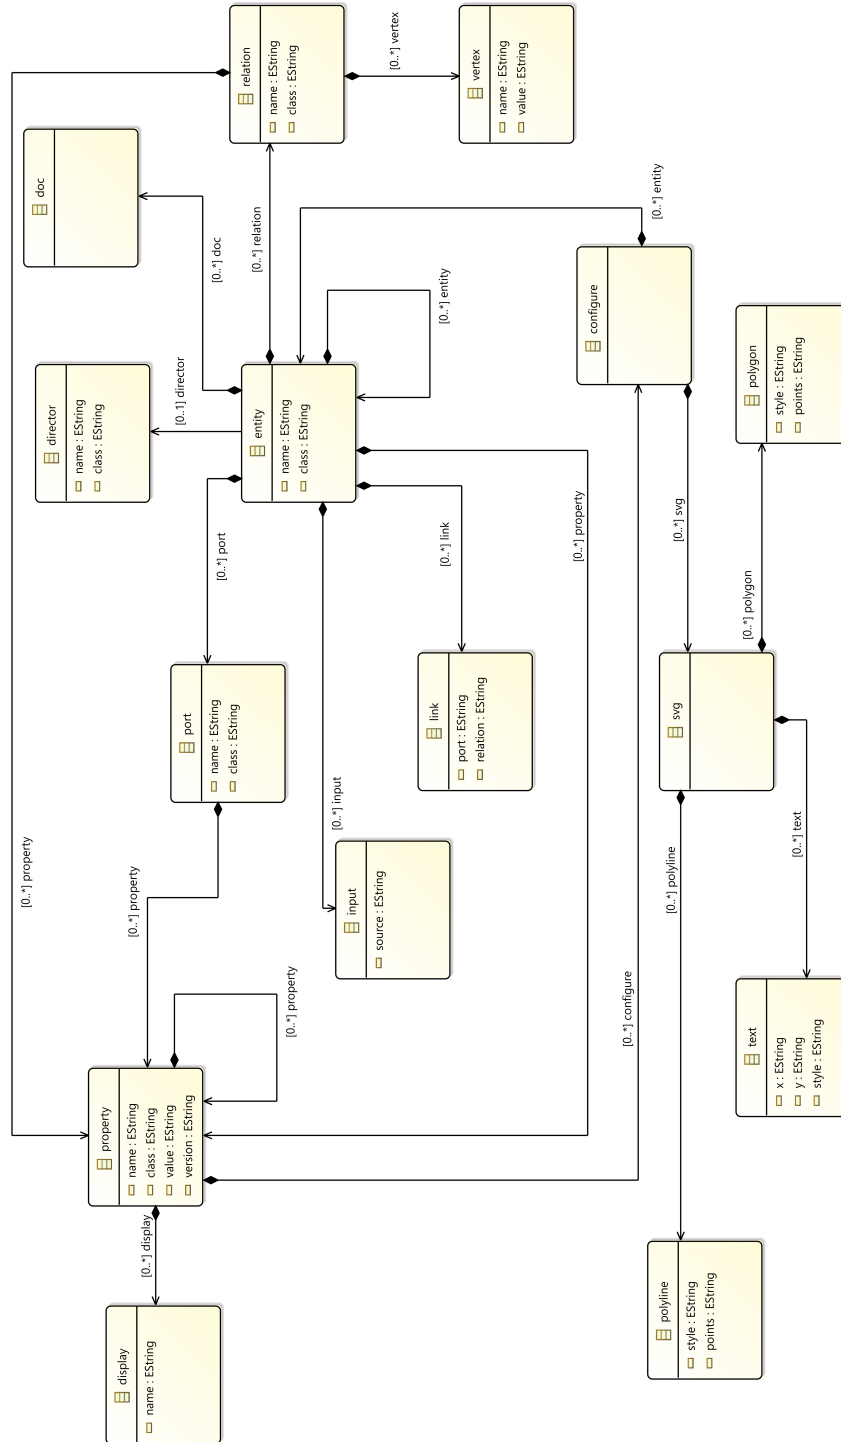 relation
name : EString
class : EString
[0..*] vertex
vertex
name : EString
value : EString
doc
[0..*] doc
[0..*] relation
[0..*] entity
[0..*] entity
configure
director
name : EString
class : EString
[0..1] director
entity
name : EString
class : EString
polygon
style : EString
points : EString
[0..*] port
[0..*] link
[0..*] property
[0..*] svg
[0..*] polygon
port
name : EString
class : EString
link
port : EString
relation : EString
svg
[0..*] property
[0..*] property
[0..*] input
input
source : EString
[0..*] polyline
[0..*] text
[0..*] property
[0..*] configure
text
x : EString
y : EString
style : EString
property
name : EString
class : EString
value : EString
version : EString
[0..*] display
display
name : EString
polyline
style : EString
points : EString